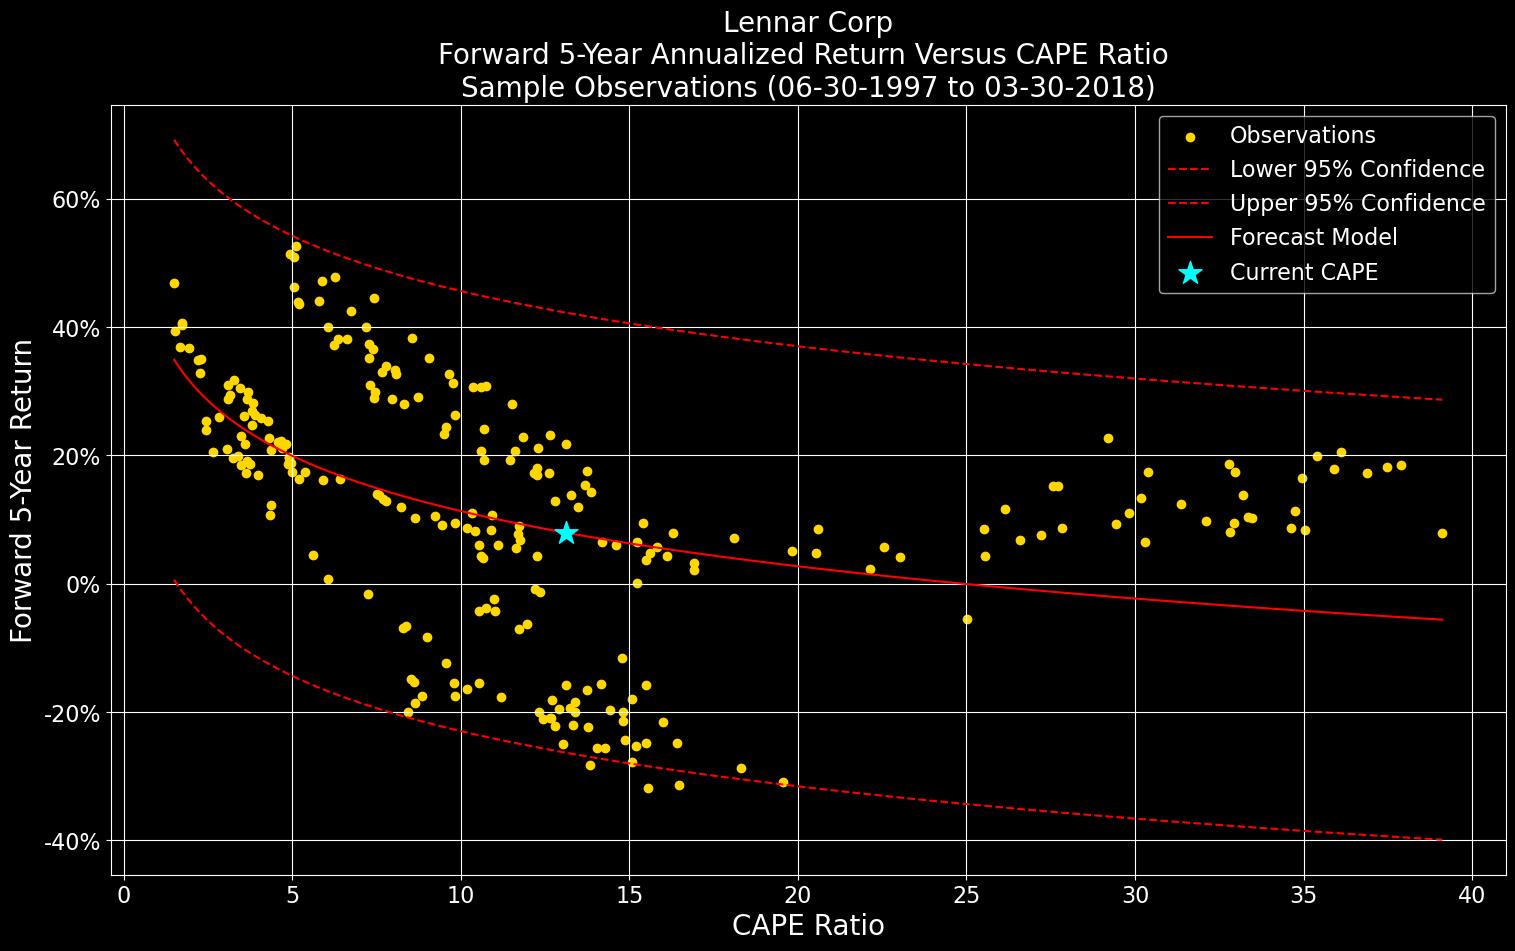 Lennar Corp
Forward 5-Year Annualized Return Versus CAPE Ratio
Sample Observations (06-30-1997 to 03-30-2018)
Observations
Lower 95% Confidence
Upper 95% Confidence
Forecast Model
Current CAPE
Forward 5-Year Return
60%
40%
20%
0%
-20%
-40%
0 5 10 15 20 25 30 35 40
CAPE Ratio